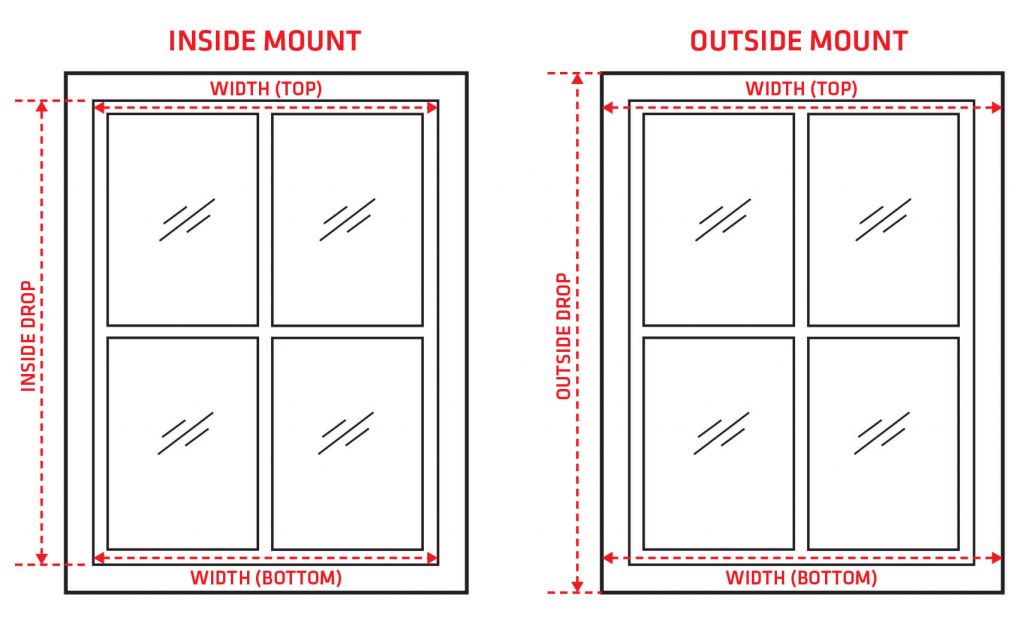 INSIDE MOUNT
WIDTH (TOP)
INSIDE DROP
WIDTH (BOTTOM)
OUTSIDE MOUNT
WIDTH (TOP)
OUTSIDE DROP
WIDTH (BOTTOM)